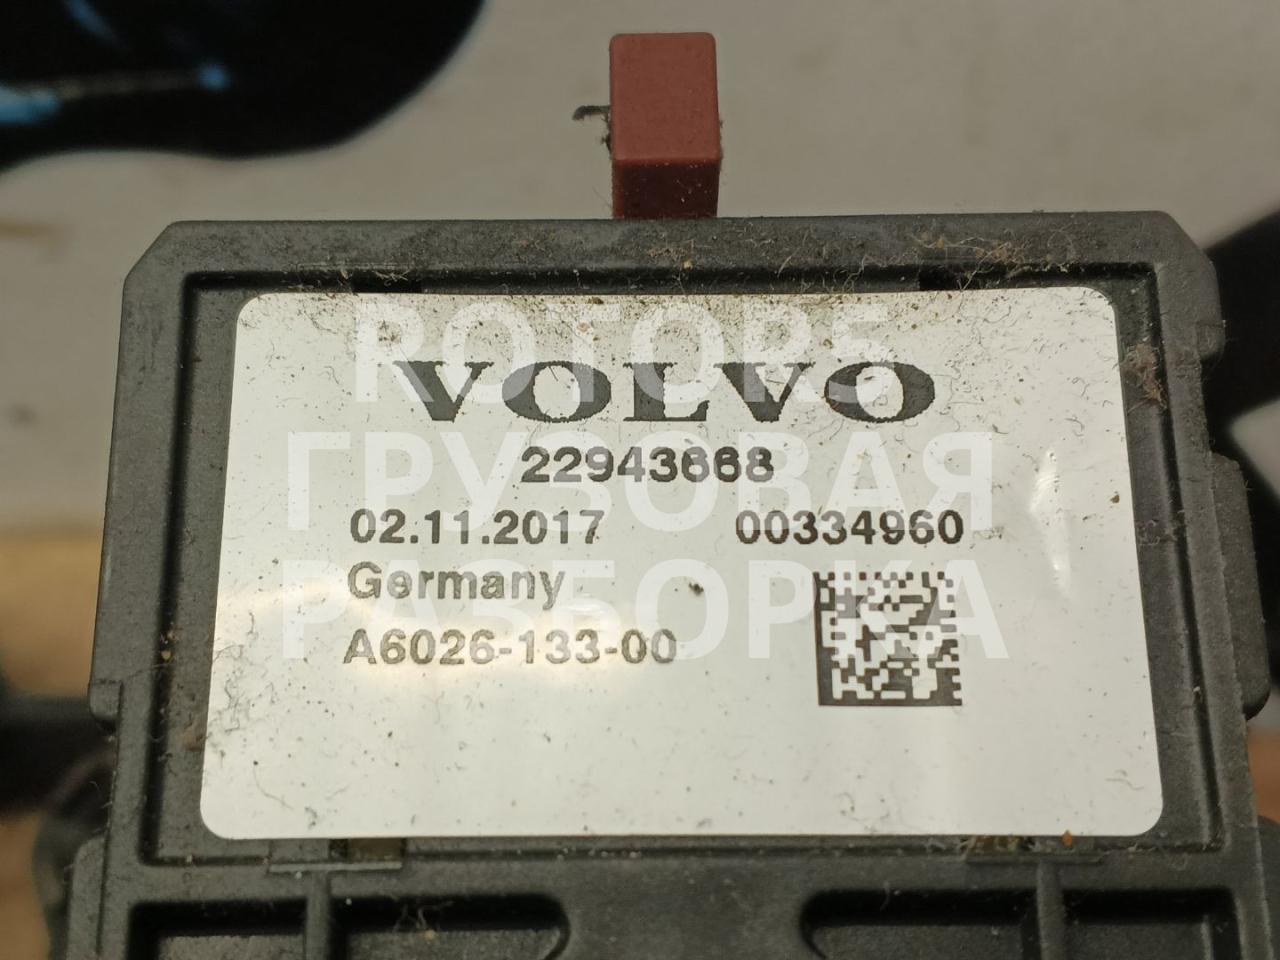 ROTOR5
VOLVO
ГРУЗОВАЯ
22943668
02.11.2017 00334960
Germany
РАЗБОРКА
A6026-133-00